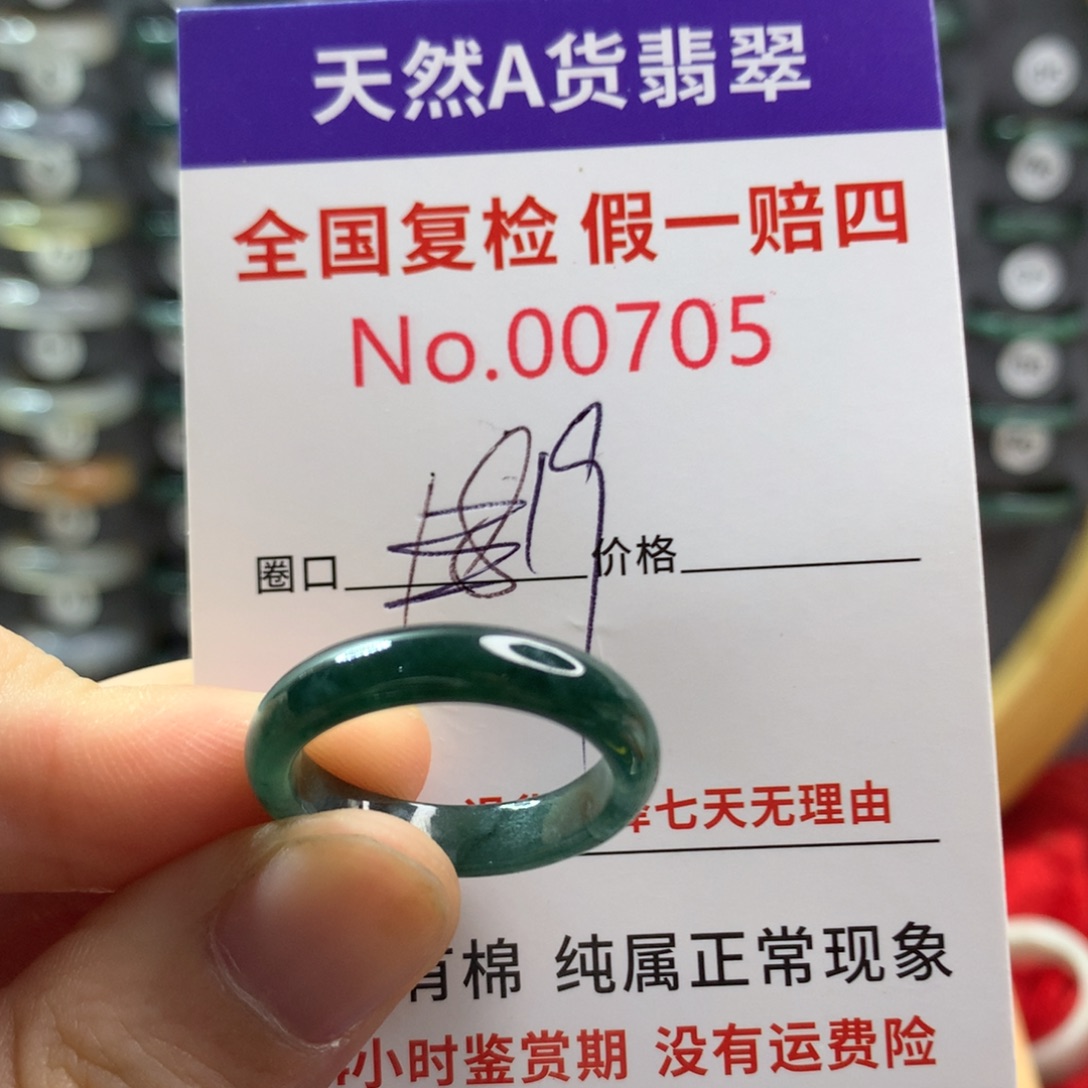 天然A货翡翠
全国复检 假一赔四
No.00705
圈口 19 价格
七天无理由
有棉 纯属正常现象
小时鉴赏期 没有运费险